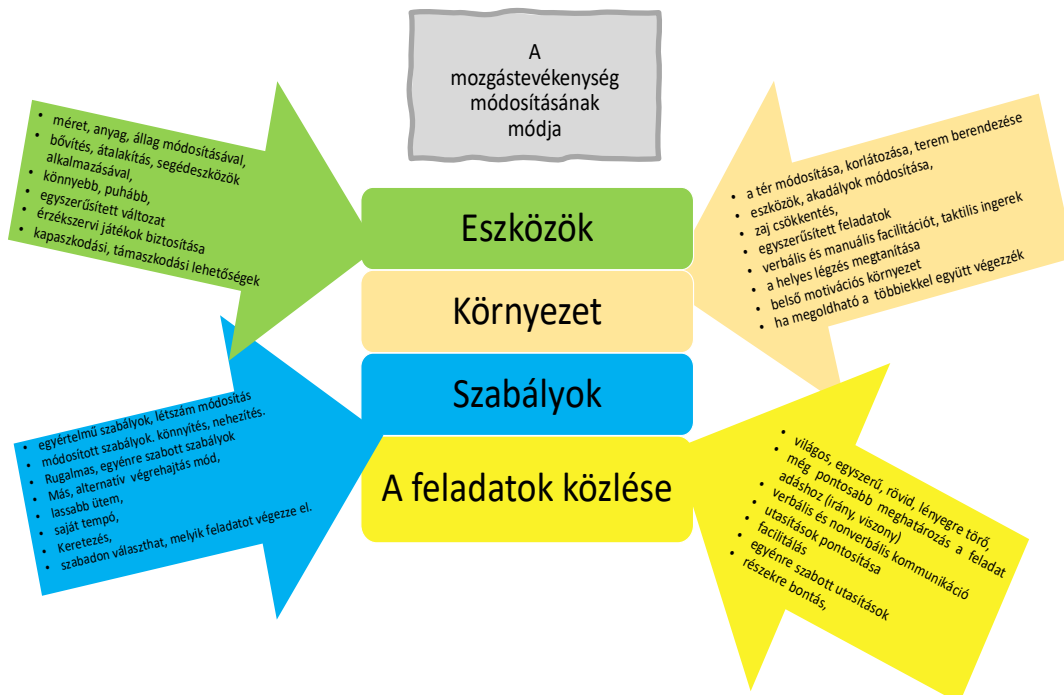 A
mozgástevékenység
módosításának
módja
• méret, anyag, állag módosításával,
• bővítés, átalakítás, segédeszközök
alkalmazásával,
• könnyebb, puhább,
• egyszerűsített változat
• érzékszervi játékok biztosítása
• kapaszkodási, támaszkodási lehetőségek
• a tér módosítása, korlátozása, terem berendezése
• eszközök, akadályok módosítása,
• zaj csökkentés,
• egyszerűsített feladatok
• verbális és manuális facilitációt, taktilis ingerek
• a helyes légzés megtanítása
• belső motivációs környezet
• ha megoldható a többiekkel együtt végezzék
Eszközök
Környezet
Szabályok
A feladatok közlése
• egyértelmű szabályok, létszám módosítás
• módosított szabályok. könnyítés, nehezítés.
• Rugalmas, egyénre szabott szabályok
• Más, alternatív végrehajtás mód,
• lassabb ütem,
• saját tempó,
• Keretezés,
• szabadon választhat, melyik feladatot végezze el.
• világos, egyszerű, rövid, lényegre törő,
• még pontosabb meghatározás a feladat
adáshoz (irány, viszony)
• verbális és nonverbális kommunikáció
• utasítások pontosítása
• facilitálás
• egyénre szabott utasítások
• részekre bontás,